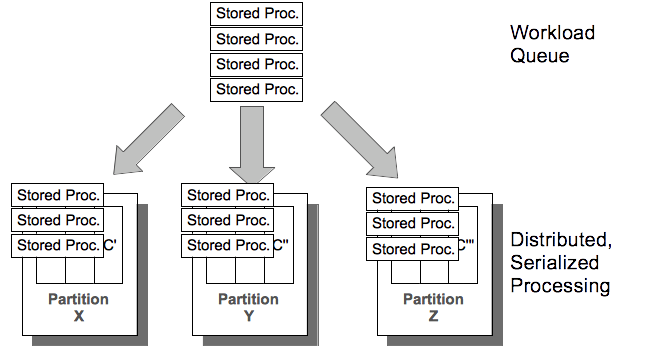 Stored Proc.
Stored Proc.
Stored Proc.
Stored Proc.
Workload
Queue
Stored Proc.
Stored Proc.
Stored Proc.
C'
Partition
X
Stored Proc.
Stored Proc.
Stored Proc.
C''
Partition
Y
Stored Proc.
Stored Proc.
Stored Proc.
C'''
Partition
Z
Distributed,
Serialized
Processing